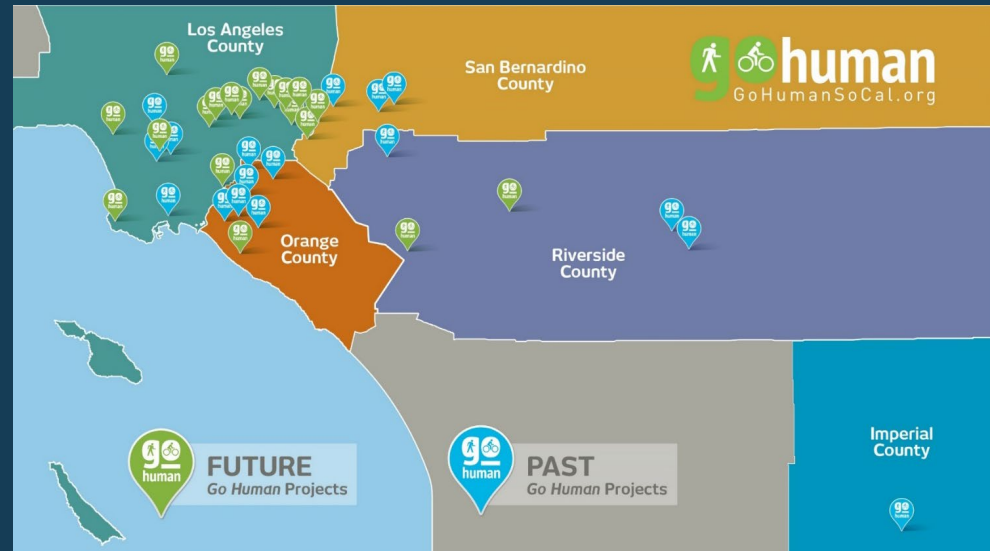 Los Angeles
County
San Bernardino
County
go human
GoHumanSoCal.org
Orange
County
Riverside
County
Imperial
County
go
human
FUTURE
Go Human Projects
go
human
PAST
Go Human Projects